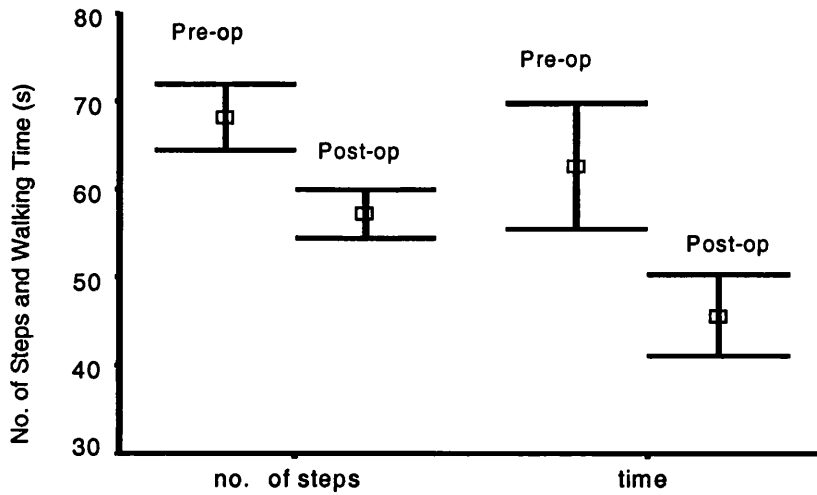 No. of Steps and Walking Time (s)
80
70
60
50
40
30
Pre-op
Post-op
Pre-op
Post-op
no. of steps
time